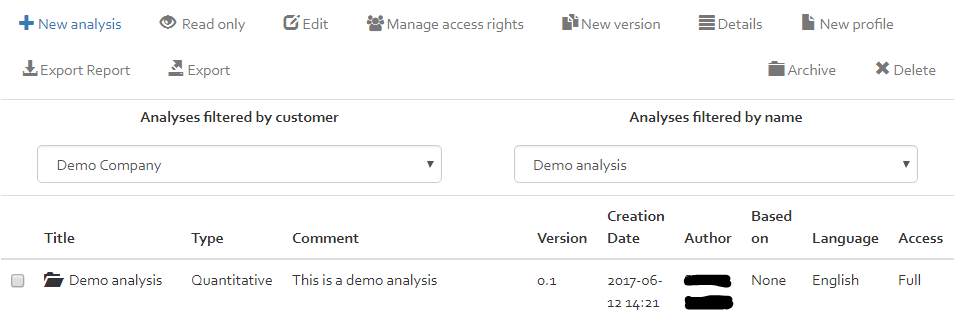 New analysis Read only Edit Manage access rights New version Details New profile
Export Report Export Archive Delete
Analyses filtered by customer Analyses filtered by name
Demo Company Demo analysis
Creation Based
Title Type Comment Version Date Author on Language Access
Demo analysis Quantitative This is a demo analysis 0.1 2017-06- None English Full
12 14:21